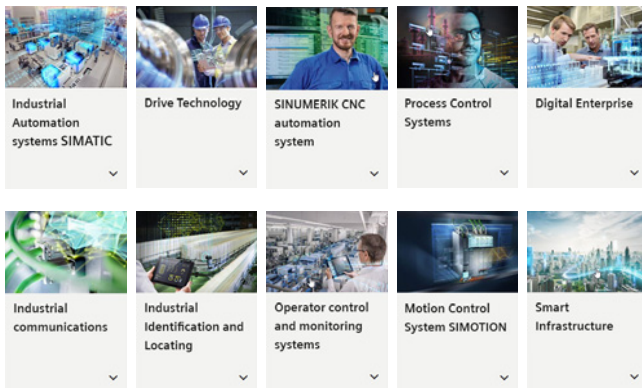 Industrial
Automation
systems SIMATIC
Drive Technology
SINUMERIK CNC
automation
system
Process Control
Systems
Digital Enterprise
Industrial
communications
Industrial
Identification and
Locating
Operator control
and monitoring
systems
Motion Control
System SIMOTION
Smart
Infrastructure